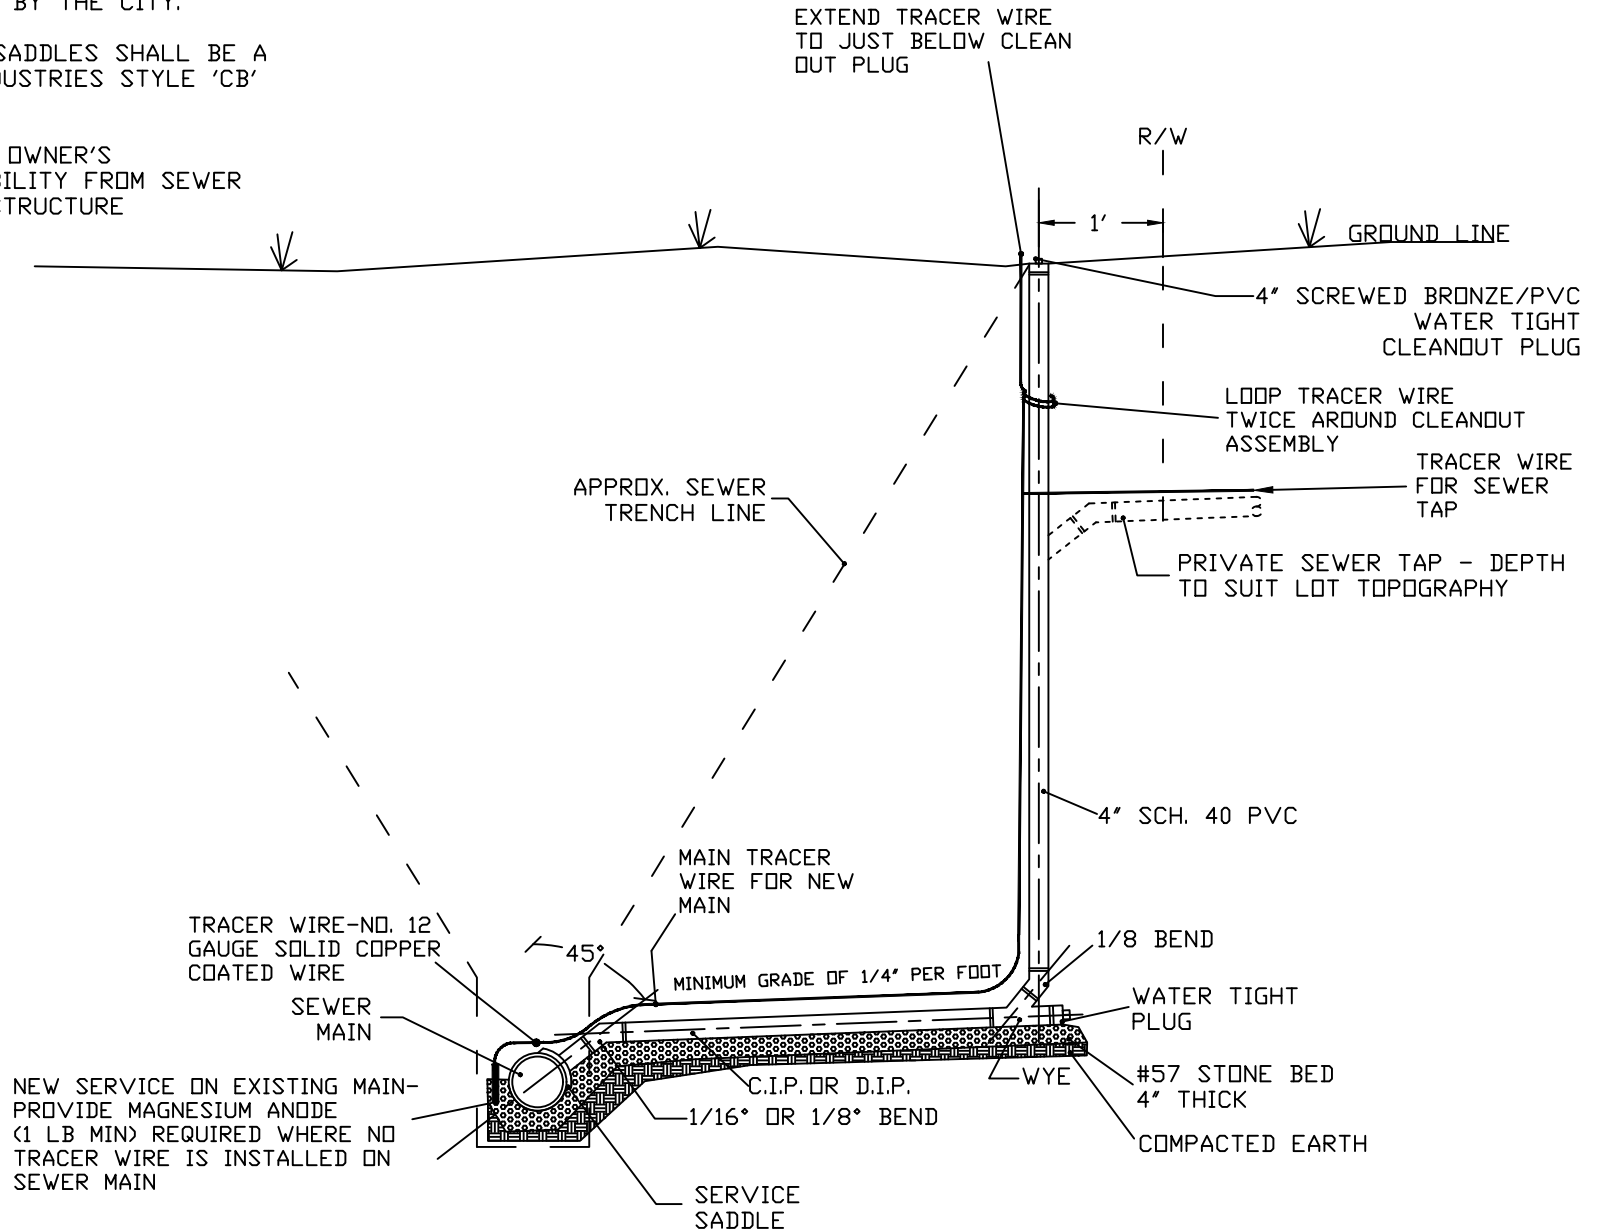 BY THE CITY.
SADDLES SHALL BE A
USTRIES STYLE 'CB'
OWNER'S
BILITY FROM SEWER
TRUCTURE
EXTEND TRACER WIRE
TO JUST BELOW CLEAN
OUT PLUG
R/W
1'
GROUND LINE
4" SCREWED BRONZE/PVC
WATER TIGHT
CLEANOUT PLUG
LOOP TRACER WIRE
TWICE AROUND CLEANOUT
ASSEMBLY
TRACER WIRE
FOR SEWER
TAP
APPROX. SEWER
TRENCH LINE
PRIVATE SEWER TAP - DEPTH
TO SUIT LOT TOPOGRAPHY
4" SCH. 40 PVC
MAIN TRACER
WIRE FOR NEW
MAIN
TRACER WIRE-NO. 12
GAUGE SOLID COPPER
COATED WIRE
45°
1/8 BEND
MINIMUM GRADE OF 1/4" PER FOOT
SEWER
MAIN
WATER TIGHT
PLUG
NEW SERVICE ON EXISTING MAIN-
PROVIDE MAGNESIUM ANODE
(1 LB MIN) REQUIRED WHERE NO
TRACER WIRE IS INSTALLED ON
SEWER MAIN
C.I.P. OR D.I.P.
WYE
#57 STONE BED
4" THICK
1/16° OR 1/8° BEND
COMPACTED EARTH
SERVICE
SADDLE